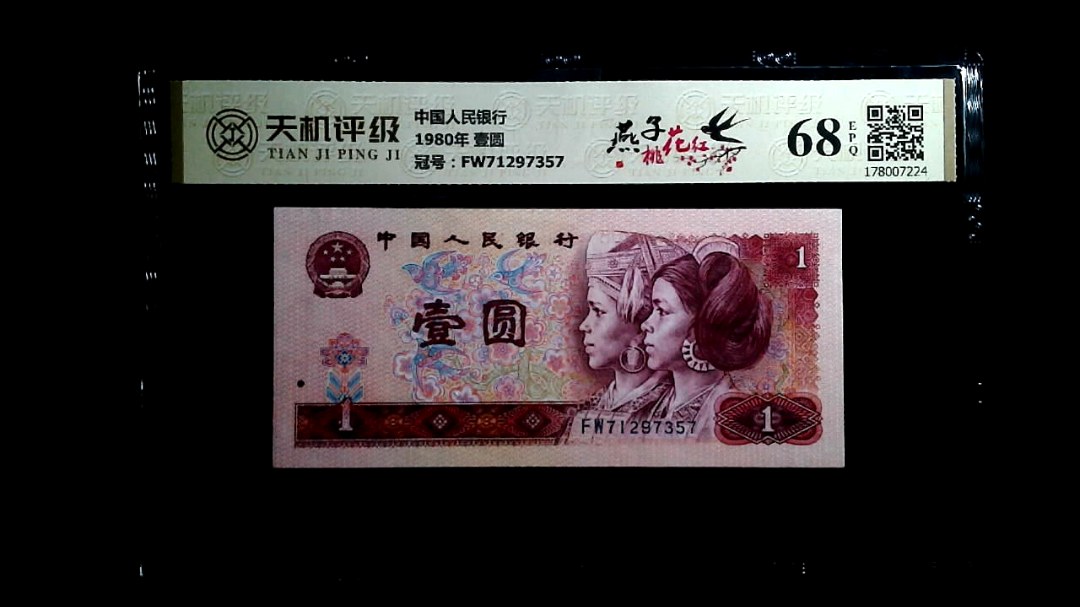 天机评级
TIAN JI PING JI
中国人民银行
1980年 壹圆
冠号：FW71297357
燕子
桃花红
68
EPQ
178007224
中国人民银行
1
壹圆
1
FW71297357
1